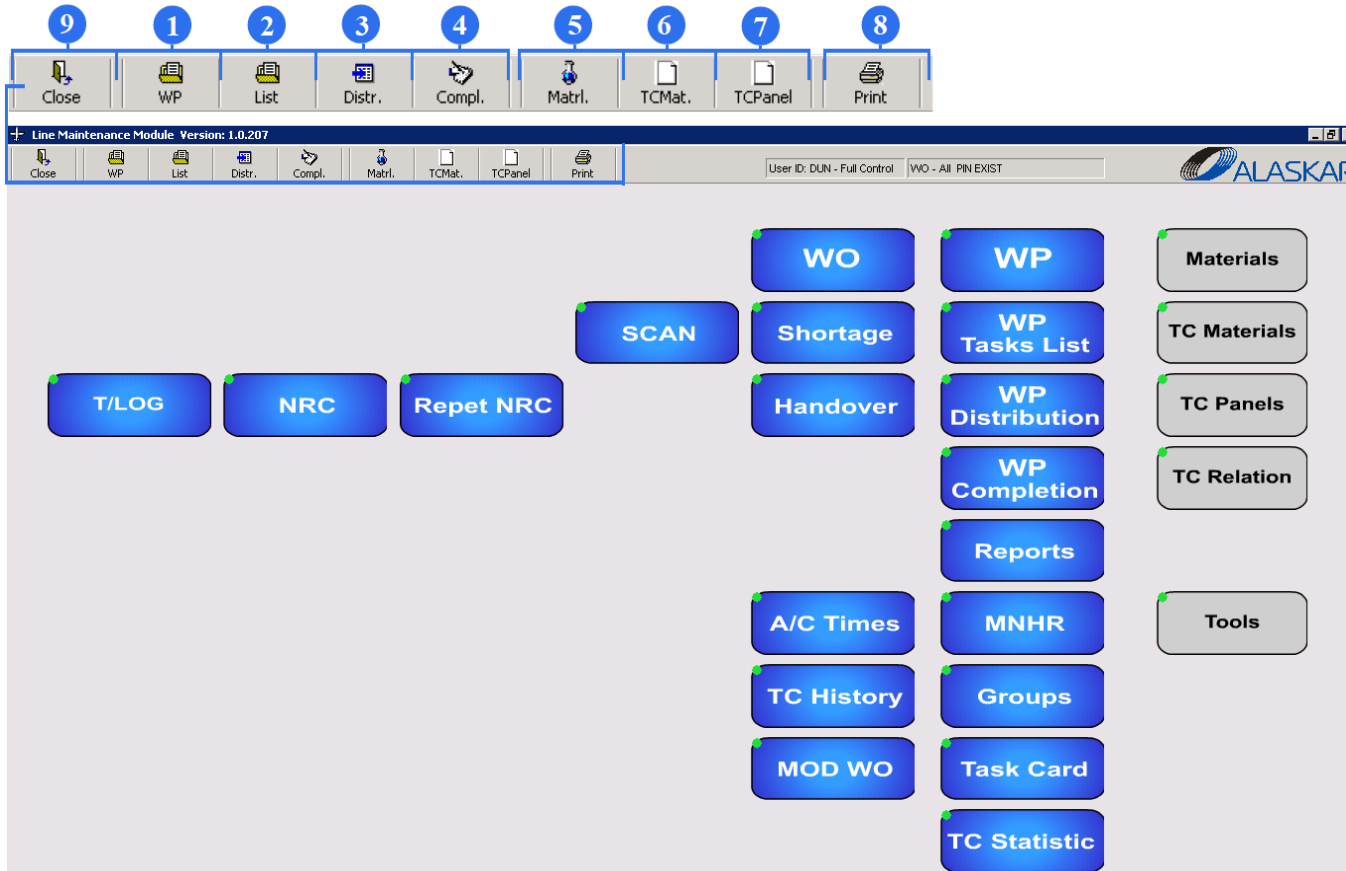 9 1 2 3 4 5 6 7 8
Close WP List Distr. Compl. Matrl. TCMat. TCPanel Print
Line Maintenance Module Version: 1.0.207
Close WP List Distr. Compl. Matrl. TCMat. TCPanel Print
User ID: DUN - Full Control WO - All PIN EXIST
ALASKAR
WO WP Materials
SCAN Shortage WP
Tasks List TC Materials
T/LOG NRC Repet NRC Handover WP
Distribution TC Panels
WP
Completion TC Relation
Reports
A/C Times MNHR Tools
TC History Groups
MOD WO Task Card
TC Statistic